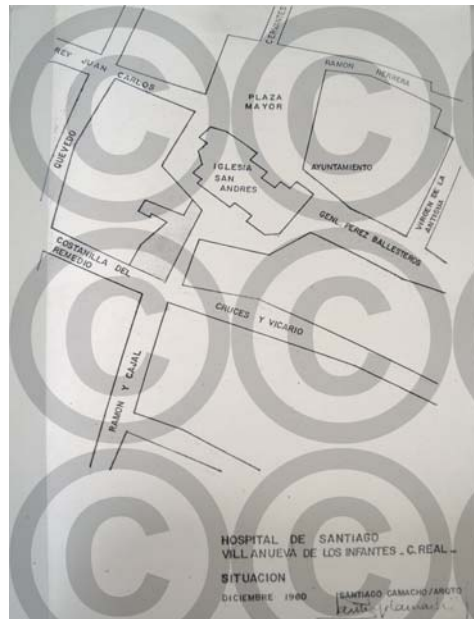 CERVANTES
REY JUAN CARLOS
RAMON HERRERA
PLAZA
MAYOR
QUEVEDO
IGLESIA
SAN
ANDRES
AYUNTAMIENTO
VIRGEN DE LA
ANTIGUA
GENL. PEREZ BALLESTEROS
COSTANILLA DEL
REMEDIO
CRUCES Y VICARIO
RAMON Y CAJAL
HOSPITAL DE SANTIAGO
VILLANUEVA DE LOS INFANTES - C.REAL -
SITUACION
DICIEMBRE 1980
SANTIAGO CAMACHO/ARQTO